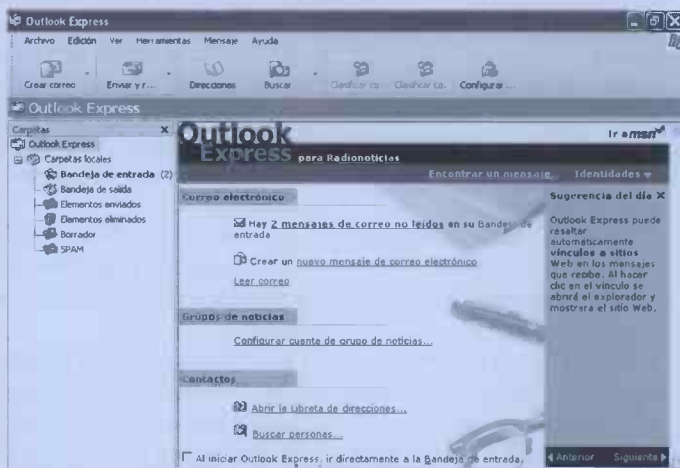 Outlook Express
Archivo Edición Ver Herramientas Mensaje Ayuda
Crear correo Enviar y r... Direcciones Buscar Clasificar co.. Clasificar co.. Configurar ...
Outlook Express
Carpetas
Outlook Express
Carpetas locales
Bandeja de entrada (2)
Bandeja de salida
Elementos enviados
Elementos eliminados
Borrador
SPAM
Outlook Express para Radionoticias
Ir a msn
Encontrar un mensaje.. Identidades
Correo electrónico
Hay 2 mensajes de correo no leídos en su Bandeja de
entrada
Crear un nuevo mensaje de correo electrónico
Leer correo
Grupos de noticias
Configurar cuenta de grupo de noticias...
Contactos
Abrir la Libreta de direcciones...
Buscar personas...
Al iniciar Outlook Express, ir directamente a la Bandeja de entrada.
Sugerencia del día
Outlook Express puede
resaltar
automáticamente
vínculos a sitios
Web en los mensajes
que recibe. Al hacer
clic en el vínculo se
abrirá el explorador y
mostrara el sitio Web.
Anterior Siguiente